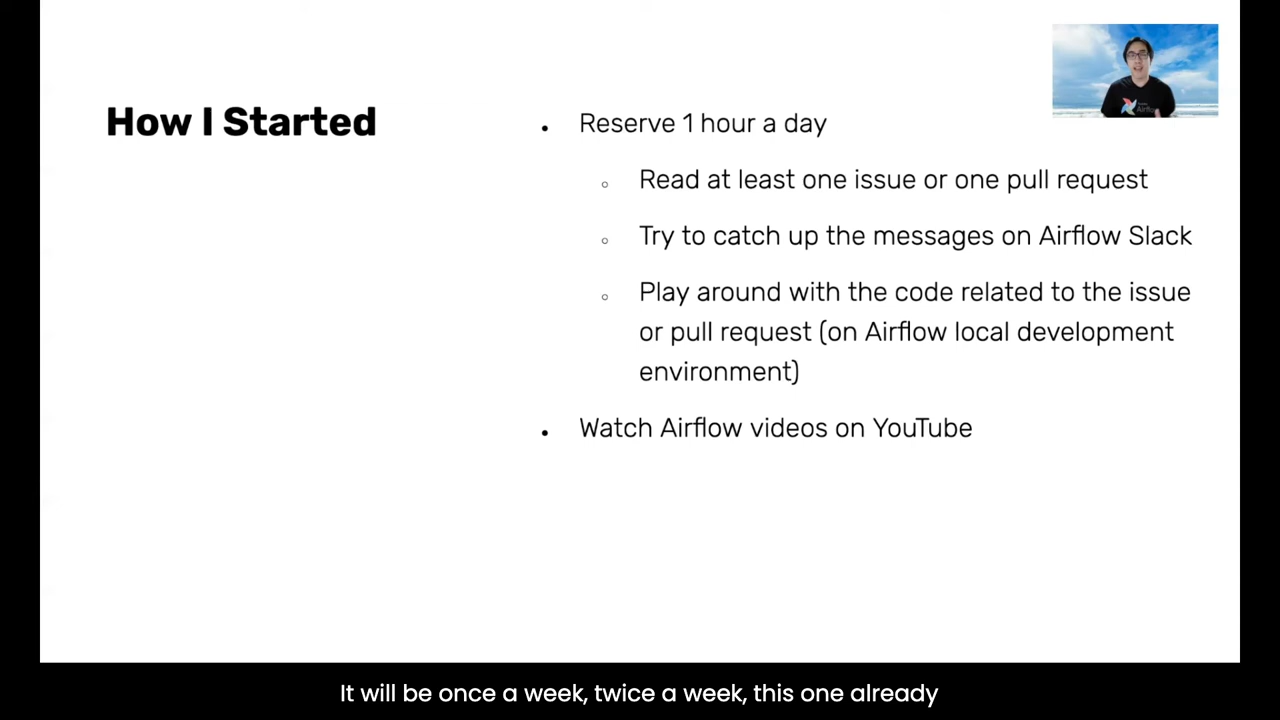 How I Started
• Reserve 1 hour a day
○ Read at least one issue or one pull request
○ Try to catch up the messages on Airflow Slack
○ Play around with the code related to the issue
or pull request (on Airflow local development
environment)
• Watch Airflow videos on YouTube
Airflow
It will be once a week, twice a week, this one already